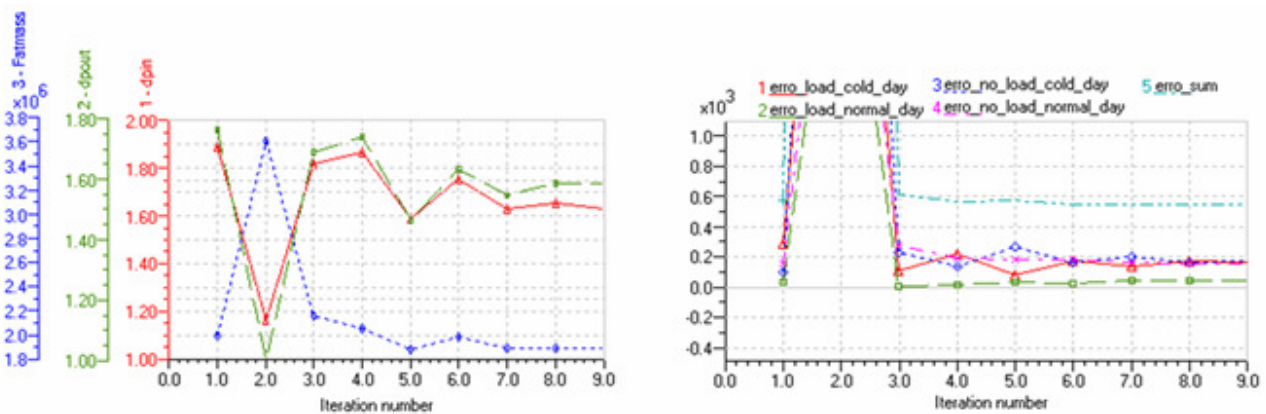 3 - Fatmass
x10⁶
3.8
3.6
3.4
3.2
3.0
2.8
2.6
2.4
2.2
2.0
1.8
2 - dpout
1.80
1.60
1.40
1.20
1.00
1 - dpin
2.00
1.80
1.60
1.40
1.20
1.00
0.0 1.0 2.0 3.0 4.0 5.0 6.0 7.0 8.0 9.0
Iteration number
1 erro_load_cold_day 3 erro_no_load_cold_day 5 erro_sum
2 erro_load_normal_day 4 erro_no_load_normal_day
x10³
1.0
0.8
0.6
0.4
0.2
0.0
-0.2
-0.4
0.0 1.0 2.0 3.0 4.0 5.0 6.0 7.0 8.0 9.0
Iteration number